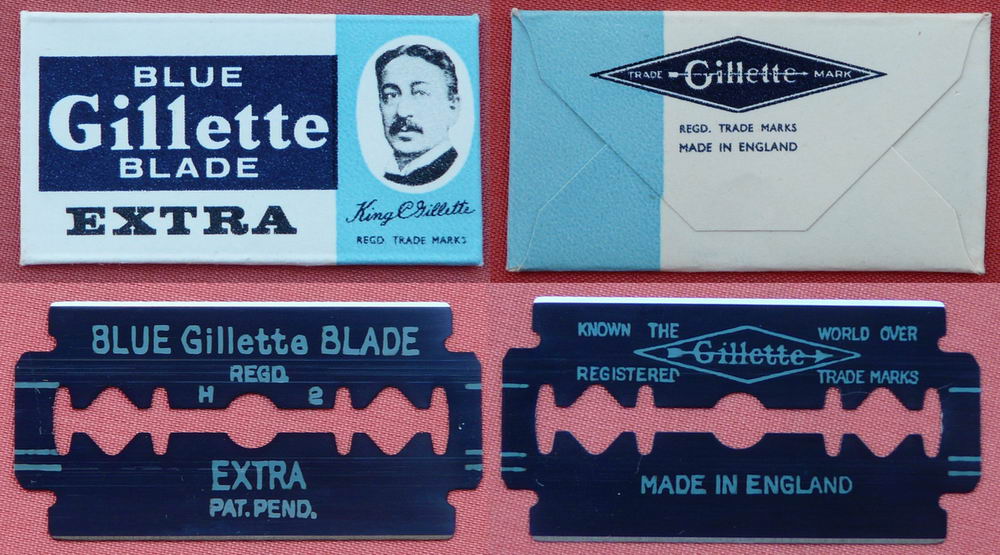 BLUE
Gillette
BLADE
EXTRA
King C Gillette
REGD. TRADE MARKS
TRADE Gillette MARK
REGD. TRADE MARKS
MADE IN ENGLAND
BLUE Gillette BLADE
REGD.
H 2
EXTRA
PAT. PEND.
KNOWN THE WORLD OVER
Gillette
REGISTERED TRADE MARKS
MADE IN ENGLAND